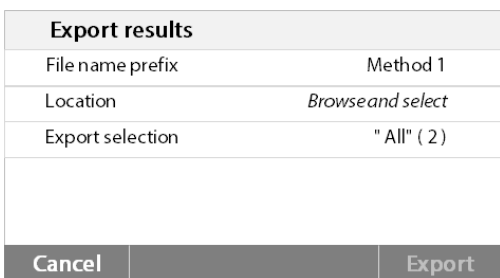 Export results
File name prefix Method 1
Location Browse and select
Export selection "All" (2)
Cancel Export